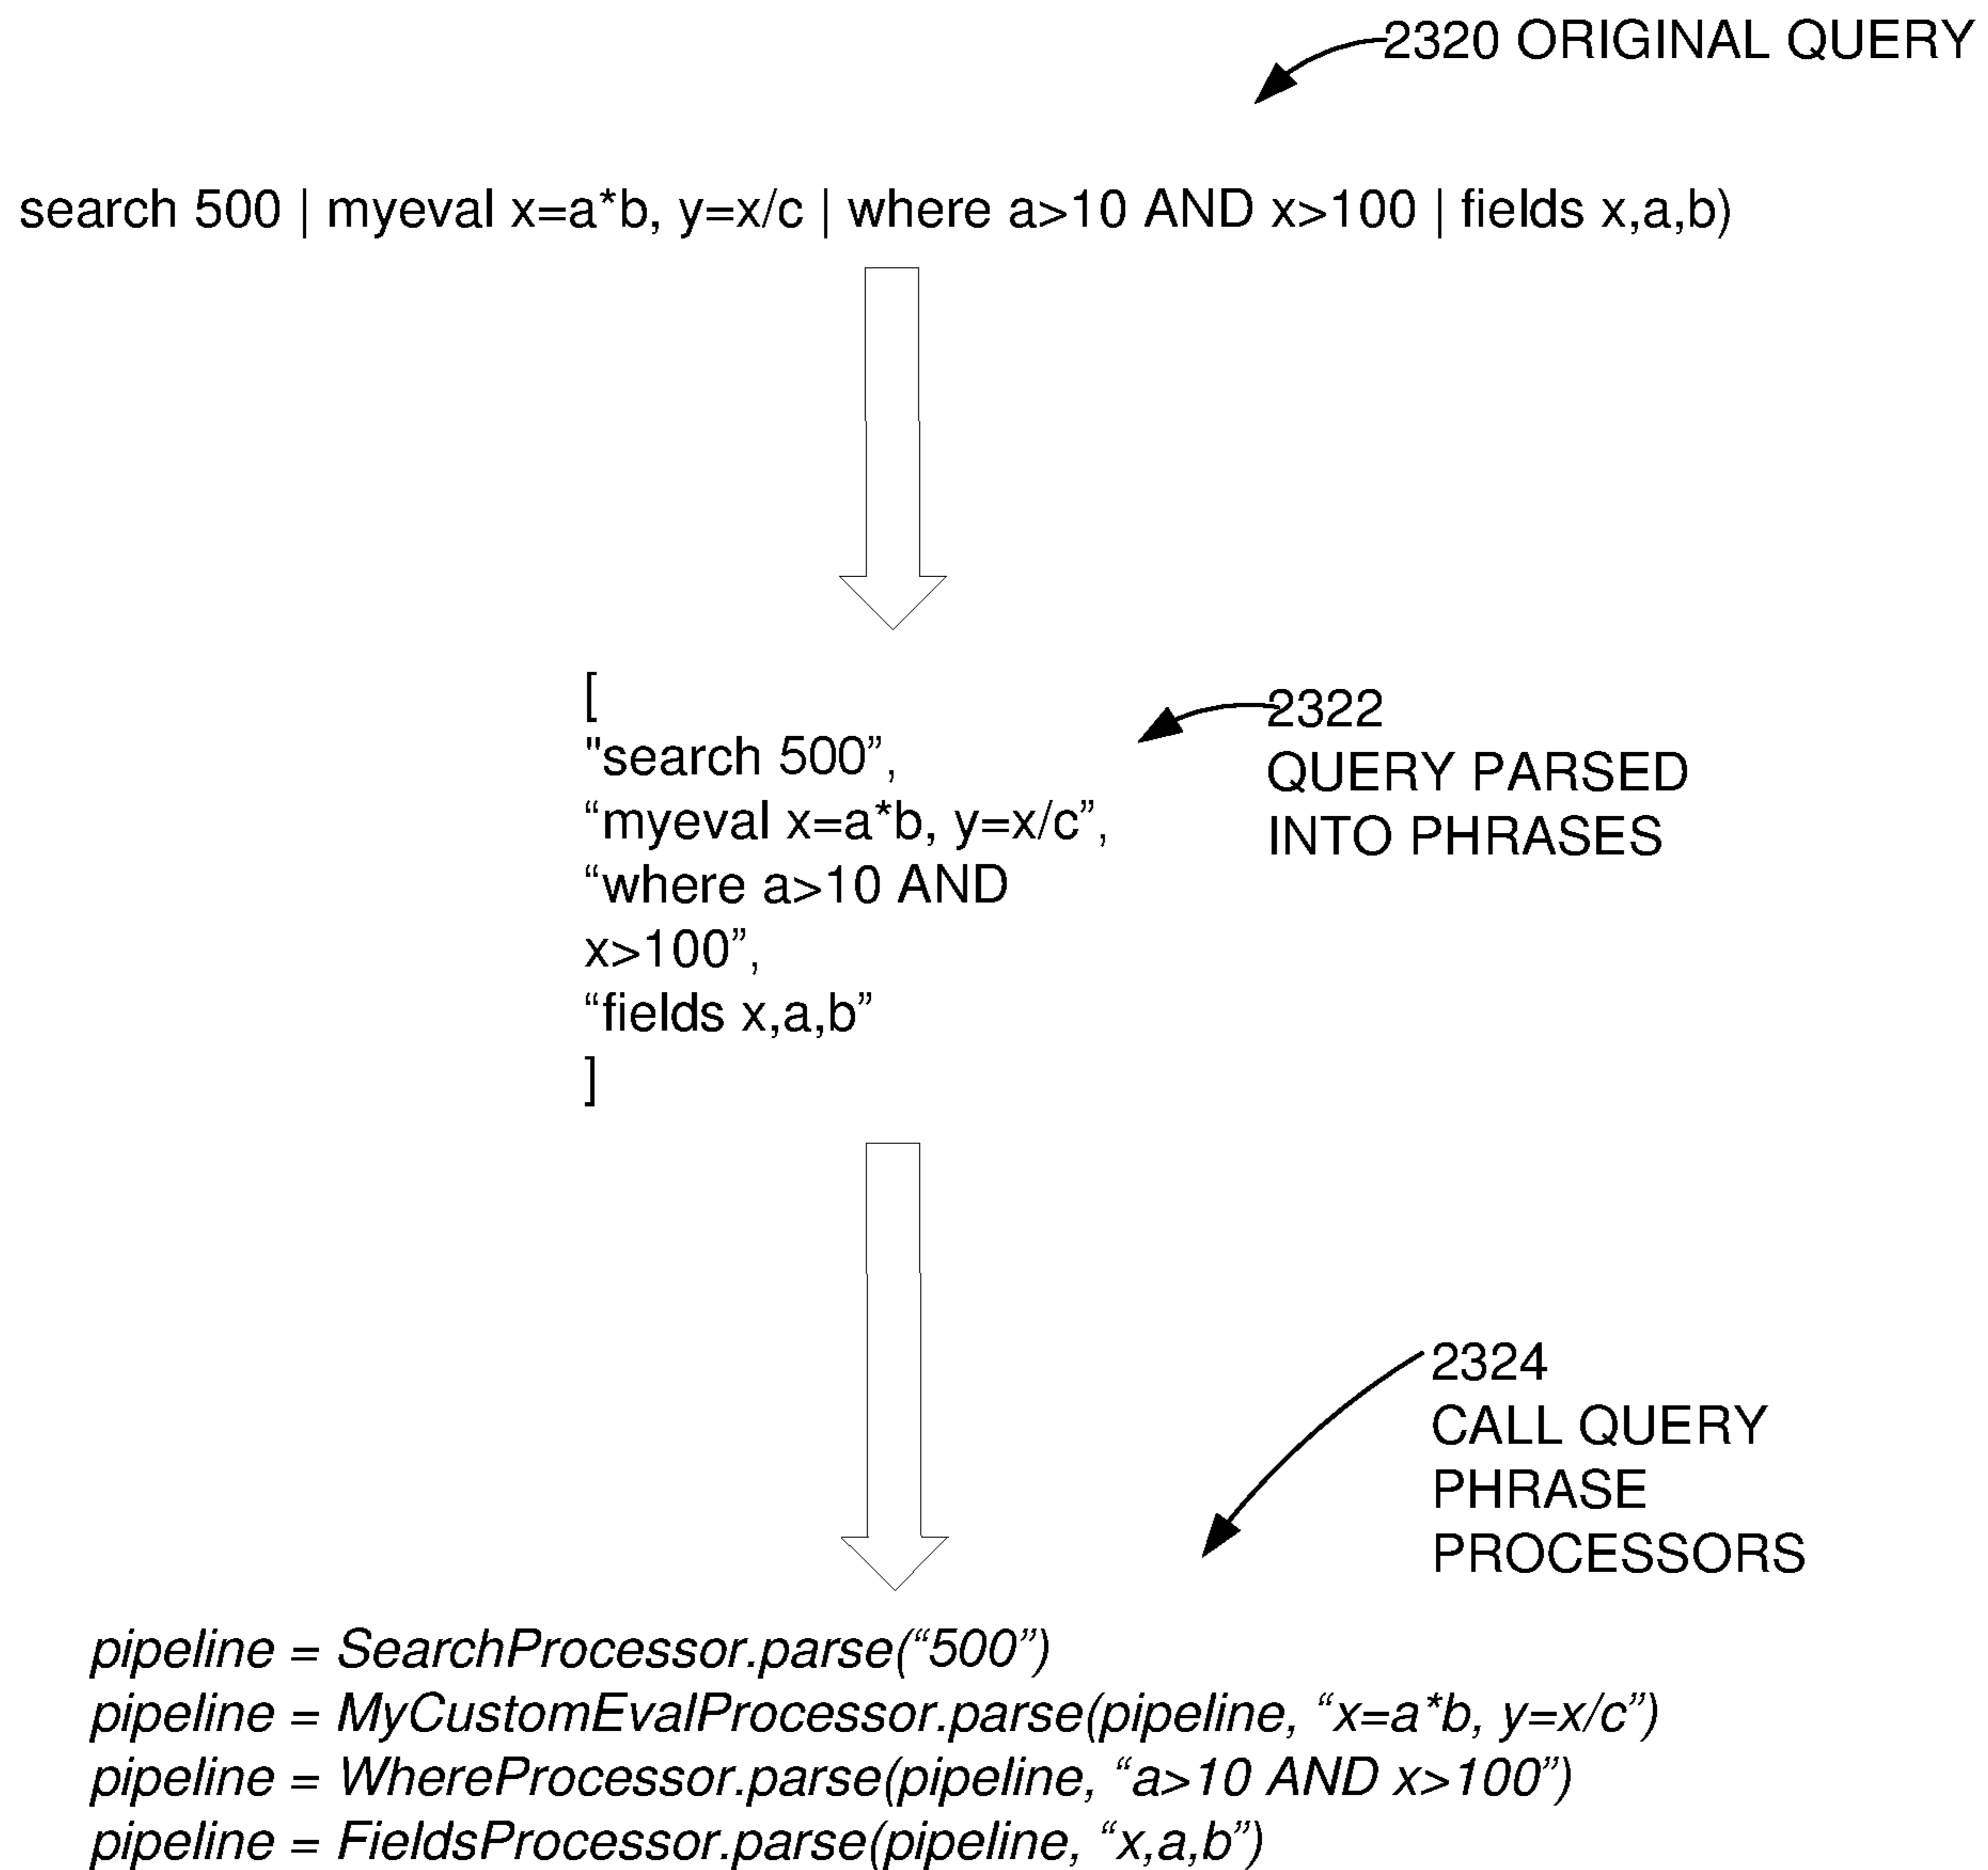 2320 ORIGINAL QUERY
search 500 | myeval x=a*b, y=x/c | where a>10 AND x>100 | fields x,a,b)
[
"search 500”,
“myeval x=a*b, y=x/c”,
“where a>10 AND
x>100”,
“fields x,a,b”
]
2322
QUERY PARSED
INTO PHRASES
2324
CALL QUERY
PHRASE
PROCESSORS
pipeline = SearchProcessor.parse(“500”)
pipeline = MyCustomEvalProcessor.parse(pipeline, “x=a*b, y=x/c”)
pipeline = WhereProcessor.parse(pipeline, “a>10 AND x>100”)
pipeline = FieldsProcessor.parse(pipeline, “x,a,b”)